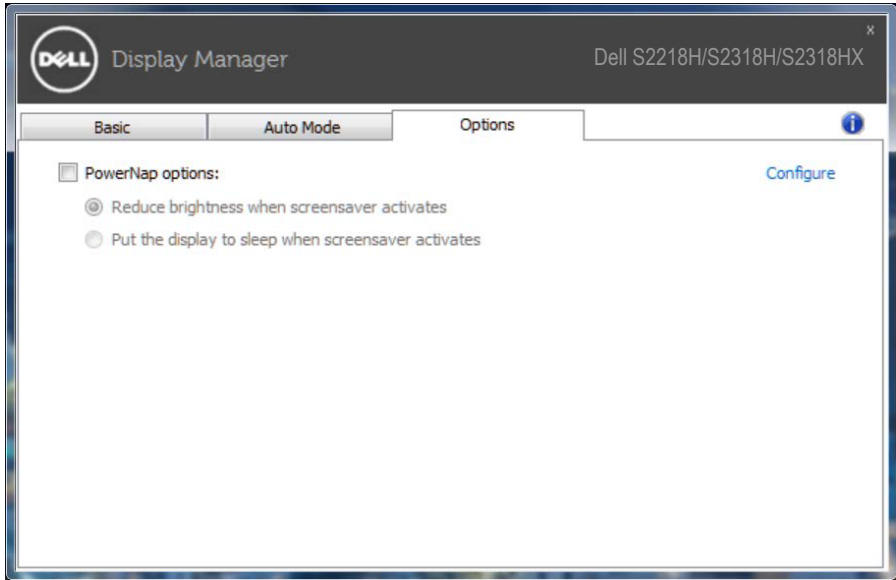 DELL Display Manager
x
Dell S2218H/S2318H/S2318HX
Basic Auto Mode Options i
PowerNap options: Configure
Reduce brightness when screensaver activates
Put the display to sleep when screensaver activates